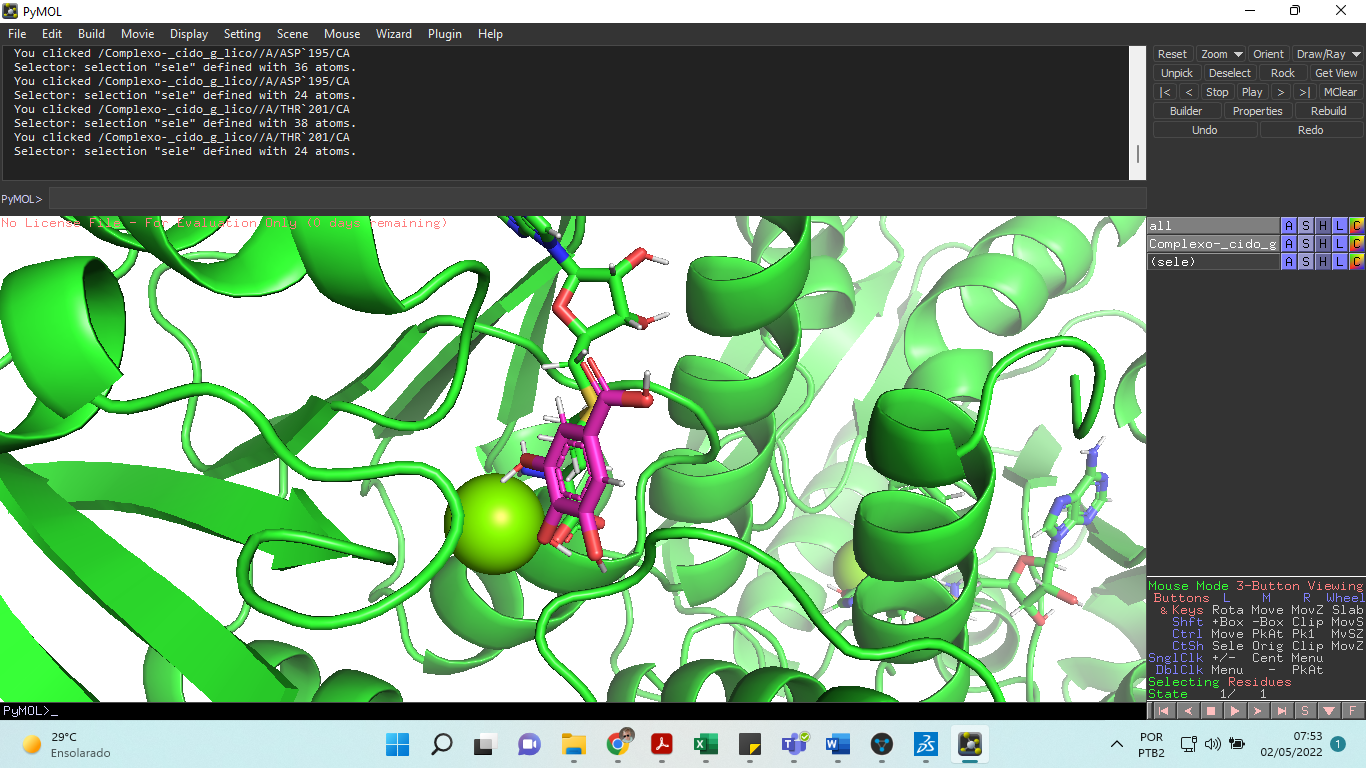 PyMOL
File Edit Build Movie Display Setting Scene Mouse Wizard Plugin Help
You clicked /Complexo-_cido_g_lico//A/ASP`195/CA
Selector: selection "sele" defined with 36 atoms.
You clicked /Complexo-_cido_g_lico//A/ASP`195/CA
Selector: selection "sele" defined with 24 atoms.
You clicked /Complexo-_cido_g_lico//A/THR`201/CA
Selector: selection "sele" defined with 38 atoms.
You clicked /Complexo-_cido_g_lico//A/THR`201/CA
Selector: selection "sele" defined with 24 atoms.
PyMOL>
Reset Zoom Orient Draw/Ray
Unpick Deselect Rock Get View
|< < Stop Play > >| MClear
Builder Properties Rebuild
Undo Redo
No License File - For Evaluation Only (0 days remaining)
all A S H L C
Complexo-_cido_g A S H L C
(sele) A S H L C
Mouse Mode 3-Button Viewing
Buttons L M R Wheel
& Keys Rota Move MovZ Slab
Shft +Box -Box Clip MovS
Ctrl Move PkAt Pk1 MvSZ
CtSh Sele Orig Clip MovZ
SnglClk +/- Cent Menu
DblClk Menu - PkAt
Selecting Residues
State 1/ 1
S F
PyMOL>_
29°C
Ensolarado
POR
PTB2
07:53
02/05/2022
1